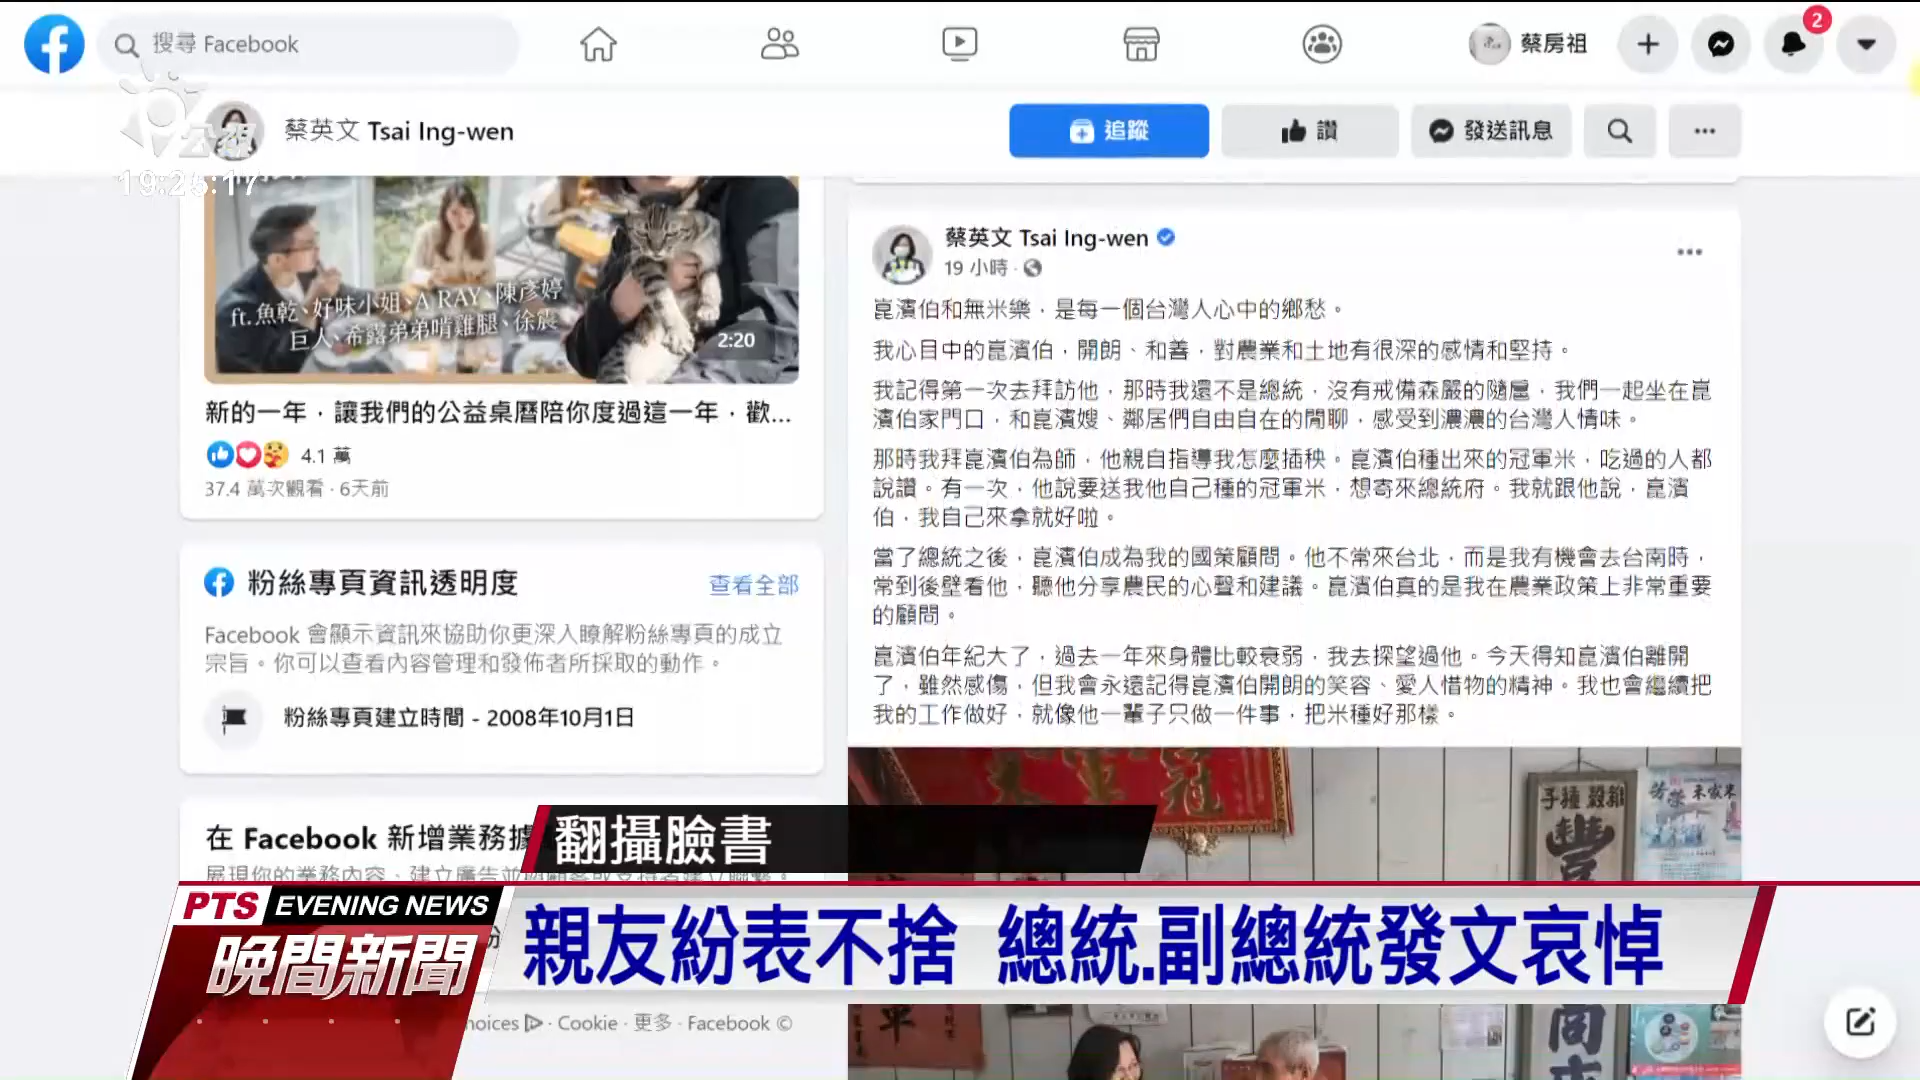 搜尋 Facebook
蔡房祖
2
公視
19:25:17
蔡英文 Tsai Ing-wen
追蹤
讚
發送訊息
ft.魚乾、好味小姐、A RAY、陳彥婷
巨人、希露弟弟啃雞腿、徐震
2:20
新的一年，讓我們的公益桌曆陪你度過這一年，歡...
4.1 萬
37.4 萬次觀看 · 6天前
粉絲專頁資訊透明度
查看全部
Facebook 會顯示資訊來協助你更深入瞭解粉絲專頁的成立
宗旨。你可以查看內容管理和發佈者所採取的動作。
粉絲專頁建立時間 - 2008年10月1日
在 Facebook 新增業務據
蔡英文 Tsai Ing-wen
19 小時 ·
崑濱伯和無米樂，是每一個台灣人心中的鄉愁。
我心目中的崑濱伯，開朗、和善，對農業和土地有很深的感情和堅持。
我記得第一次去拜訪他，那時我還不是總統，沒有戒備森嚴的隨扈，我們一起坐在崑
濱伯家門口，和崑濱嫂、鄰居們自由自在的閒聊，感受到濃濃的台灣人情味。
那時我拜崑濱伯為師，他親自指導我怎麼插秧。崑濱伯種出來的冠軍米，吃過的人都
說讚。有一次，他說要送我他自己種的冠軍米，想寄來總統府。我就跟他說，崑濱
伯，我自己來拿就好啦。
當了總統之後，崑濱伯成為我的國策顧問。他不常來台北，而是我有機會去台南時，
常到後壁看他，聽他分享農民的心聲和建議。崑濱伯真的是我在農業政策上非常重要
的顧問。
崑濱伯年紀大了，過去一年來身體比較衰弱，我去探望過他。今天得知崑濱伯離開
了，雖然感傷，但我會永遠記得崑濱伯開朗的笑容、愛人惜物的精神。我也會繼續把
我的工作做好，就像他一輩子只做一件事，把米種好那樣。
冠
子種穀雜
豐
翻攝臉書
PTS EVENING NEWS
晚間新聞
親友紛表不捨 總統.副總統發文哀悼
hoices · Cookie · 更多 · Facebook ©
軍